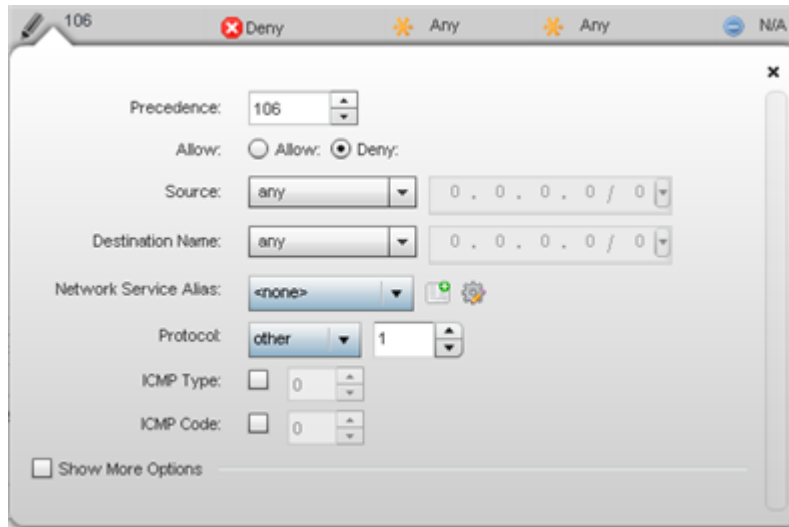 106 Deny Any Any N/A
Precedence: 106
Allow: Allow: Deny:
Source: any 0 . 0 . 0 . 0 / 0
Destination Name: any 0 . 0 . 0 . 0 / 0
Network Service Alias: <none>
Protocol: other 1
ICMP Type: 0
ICMP Code: 0
Show More Options